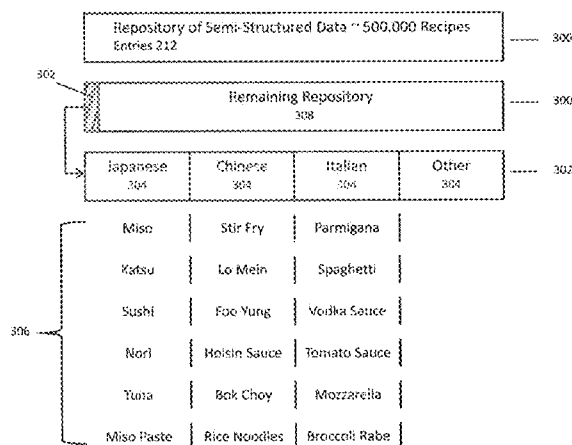 Repository of Semi-Structured Data ~ 500,000 Recipes
Entries 212
300
302
Remaining Repository
308
300
Japanese Chinese Italian Other
304 304 304 304
302
Miso Stir Fry Parmigana
Katsu Lo Mein Spaghetti
Sushi Foo Yung Vodka Sauce
306
Nori Hoisin Sauce Tomato Sauce
Tuna Bok Choy Mozzarella
Miso Paste Rice Noodles Broccoli Rabe